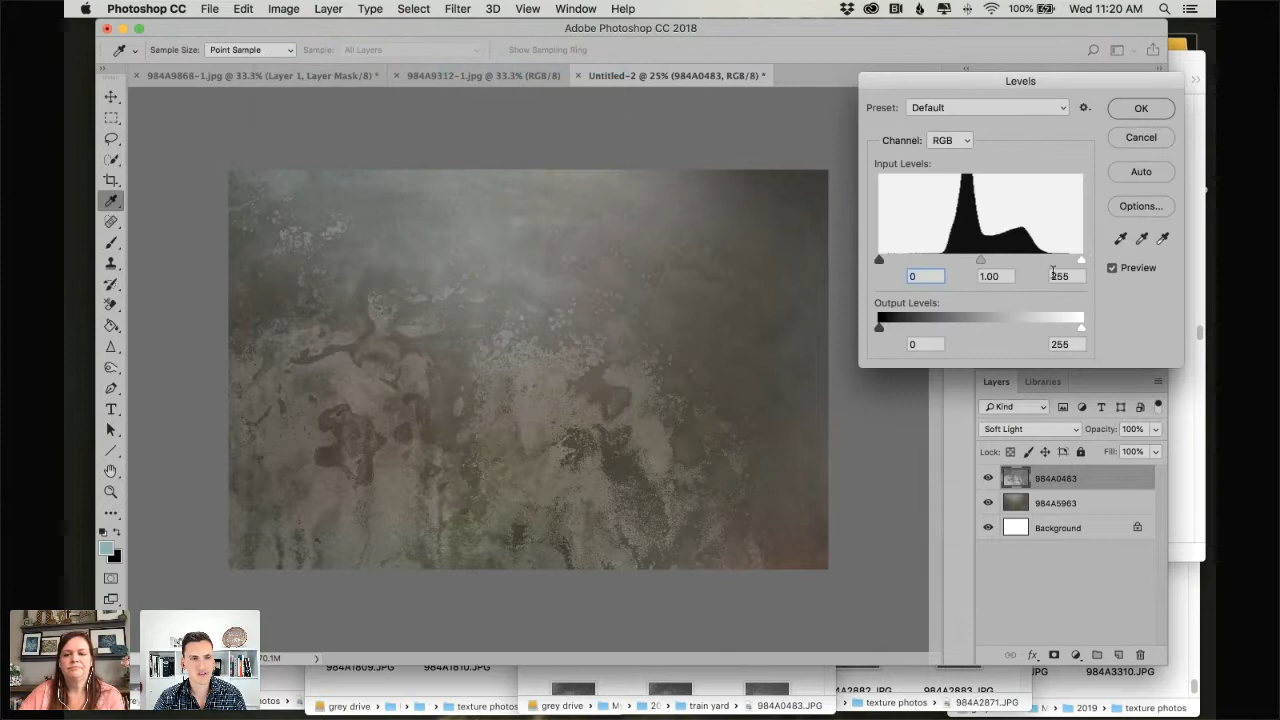 Photoshop CC File Edit Image Layer Type Select Filter 3D View Window Help 100% Wed 11:20 AM
Adobe Photoshop CC 2018
Sample Size: Point Sample Sample: All Layers Show Sampling Ring
984A9868-1.jpg @ 33.3% (Layer 1, Layer Mask/8) * 984A9312-1.jpg @ 33.3% (RGB/8) Untitled-2 @ 25% (984A0483, RGB/8) *
Levels
Preset: Default OK
Channel: RGB Cancel
Input Levels: Auto
Options...
Preview
0 1.00 255
Output Levels:
0 255
Layers Libraries
Kind
Soft Light Opacity: 100%
Lock: Fill: 100%
984A0483
984A5963
Background
fx
984A1809.JPG 984A1810.JPG 984A2882.JPG 984A2883.JPG 984A3310.JPG
grey drive texture photos grey drive train yard 984A0483.JPG texture photos 984A2871.JPG 2019 texture photos